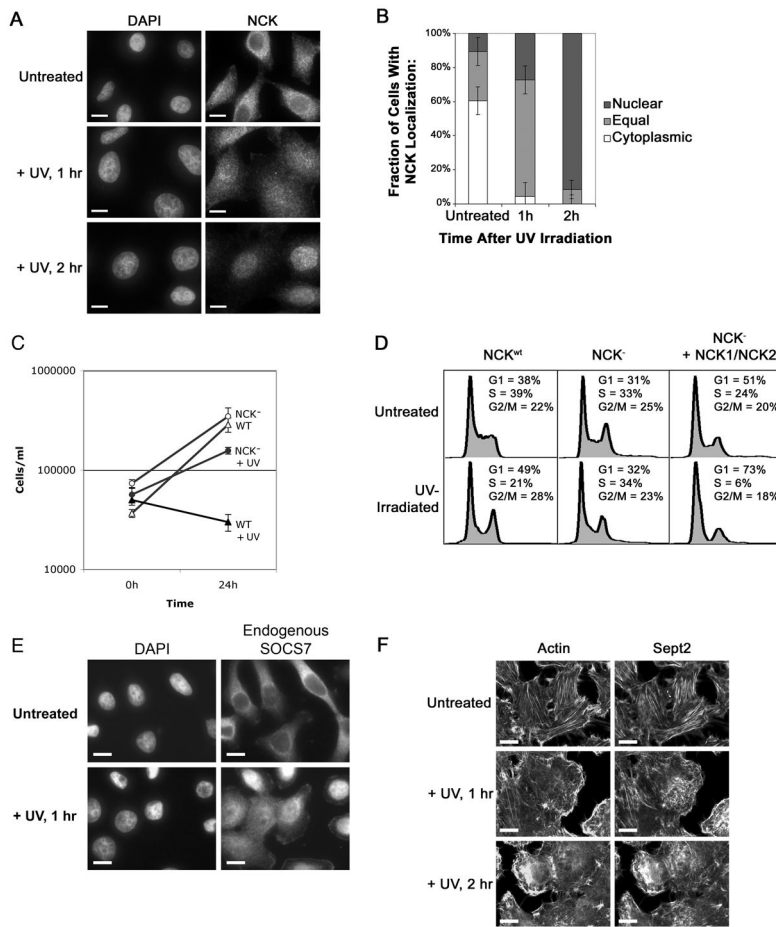 A
DAPI
NCK
Untreated
+ UV, 1 hr
+ UV, 2 hr
B
Fraction of Cells With
NCK Localization:
100%
80%
60%
40%
20%
0%
Nuclear
Equal
Cytoplasmic
Untreated 1h 2h
Time After UV Irradiation
C
Cells/ml
1000000
100000
10000
NCK⁻
WT
NCK⁻
+ UV
WT
+ UV
0h 24h
Time
D
NCKʷᵗ
NCK⁻
NCK⁻
+ NCK1/NCK2
Untreated
G1 = 38%
S = 39%
G2/M = 22%
G1 = 31%
S = 33%
G2/M = 25%
G1 = 51%
S = 24%
G2/M = 20%
UV-
Irradiated
G1 = 49%
S = 21%
G2/M = 28%
G1 = 32%
S = 34%
G2/M = 23%
G1 = 73%
S = 6%
G2/M = 18%
E
DAPI
Endogenous
SOCS7
Untreated
+ UV, 1 hr
F
Actin
Sept2
Untreated
+ UV, 1 hr
+ UV, 2 hr